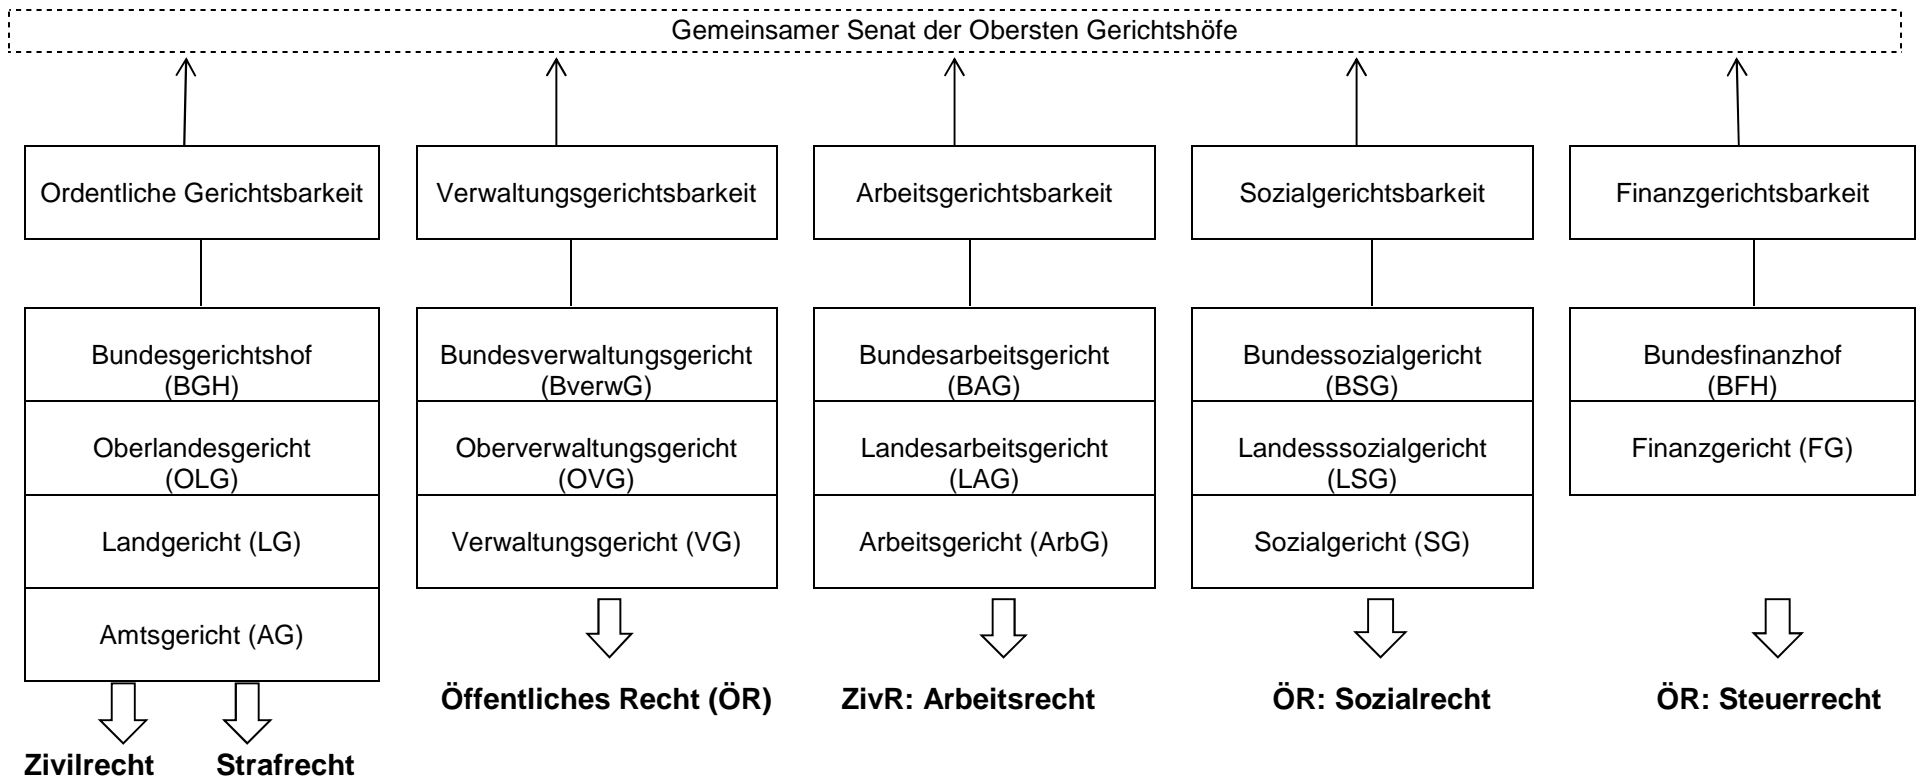 Gemeinsamer Senat der Obersten Gerichtshöfe
Ordentliche Gerichtsbarkeit
Verwaltungsgerichtsbarkeit
Arbeitsgerichtsbarkeit
Sozialgerichtsbarkeit
Finanzgerichtsbarkeit
Bundesgerichtshof
(BGH)
Oberlandesgericht
(OLG)
Landgericht (LG)
Amtsgericht (AG)
Bundesverwaltungsgericht
(BverwG)
Oberverwaltungsgericht
(OVG)
Verwaltungsgericht (VG)
Bundesarbeitsgericht
(BAG)
Landesarbeitsgericht
(LAG)
Arbeitsgericht (ArbG)
Bundessozialgericht
(BSG)
Landesssozialgericht
(LSG)
Sozialgericht (SG)
Bundesfinanzhof
(BFH)
Finanzgericht (FG)
Öffentliches Recht (ÖR)
ZivR: Arbeitsrecht
ÖR: Sozialrecht
ÖR: Steuerrecht
Zivilrecht
Strafrecht